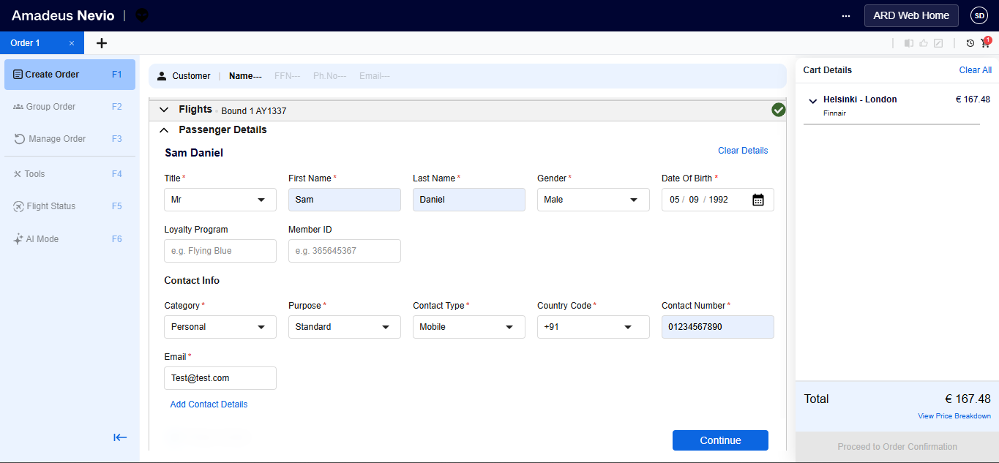 Amadeus Nevio | ... ARD Web Home SD
Order 1 × + 1
Create Order F1
Group Order F2
Manage Order F3
Tools F4
Flight Status F5
AI Mode F6
Customer | Name--- FFN--- Ph.No--- Email---
Flights Bound 1 AY1337
Passenger Details
Sam Daniel Clear Details
Title * First Name * Last Name * Gender * Date Of Birth *
Mr Sam Daniel Male 05 / 09 / 1992
Loyalty Program Member ID
e.g. Flying Blue e.g. 365645367
Contact Info
Category * Purpose * Contact Type * Country Code * Contact Number *
Personal Standard Mobile +91 01234567890
Email *
Test@test.com
Add Contact Details
Continue
Cart Details Clear All
Helsinki - London € 167.48
Finnair
Total € 167.48
View Price Breakdown
Proceed to Order Confirmation